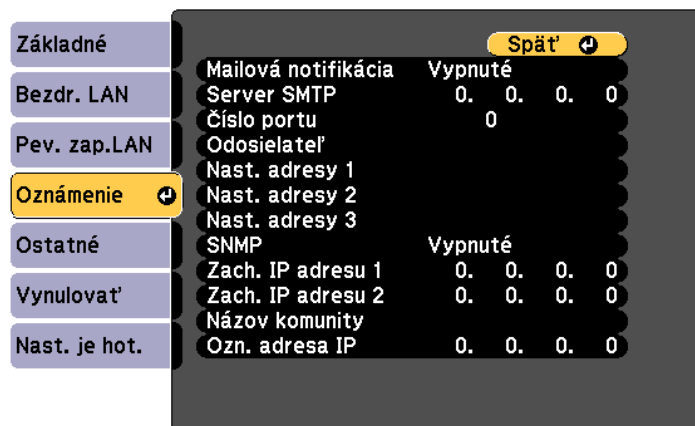 Základné
Bezdr. LAN
Pev. zap.LAN
Oznámenie
Ostatné
Vynulovať
Nast. je hot.
Späť
Mailová notifikácia Vypnuté
Server SMTP 0. 0. 0. 0
Číslo portu 0
Odosielateľ
Nast. adresy 1
Nast. adresy 2
Nast. adresy 3
SNMP Vypnuté
Zach. IP adresu 1 0. 0. 0. 0
Zach. IP adresu 2 0. 0. 0. 0
Názov komunity
Ozn. adresa IP 0. 0. 0. 0